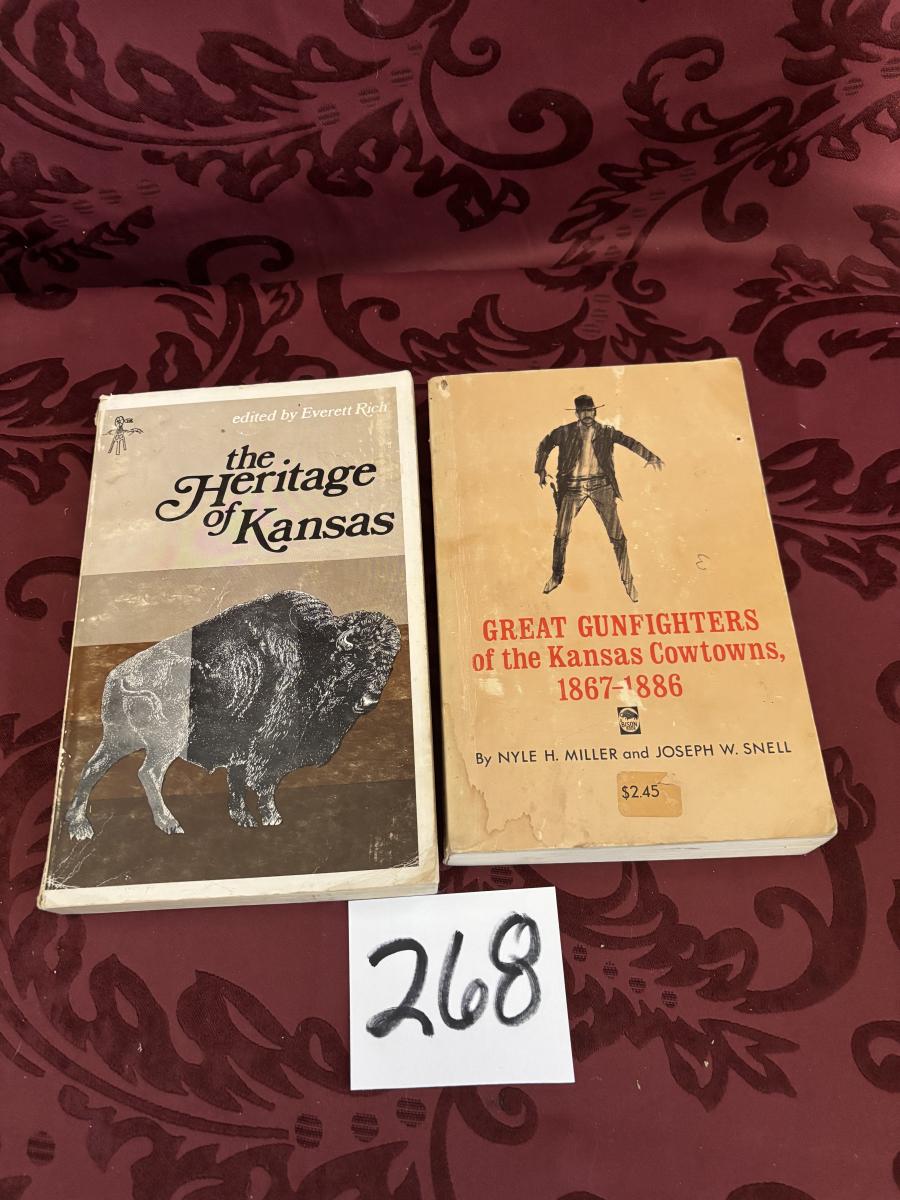 edited by Everett Rich
the
Heritage
of Kansas
GREAT GUNFIGHTERS
of the Kansas Cowtowns,
1867-1886
BISON
By NYLE H. MILLER and JOSEPH W. SNELL
$2.45
268